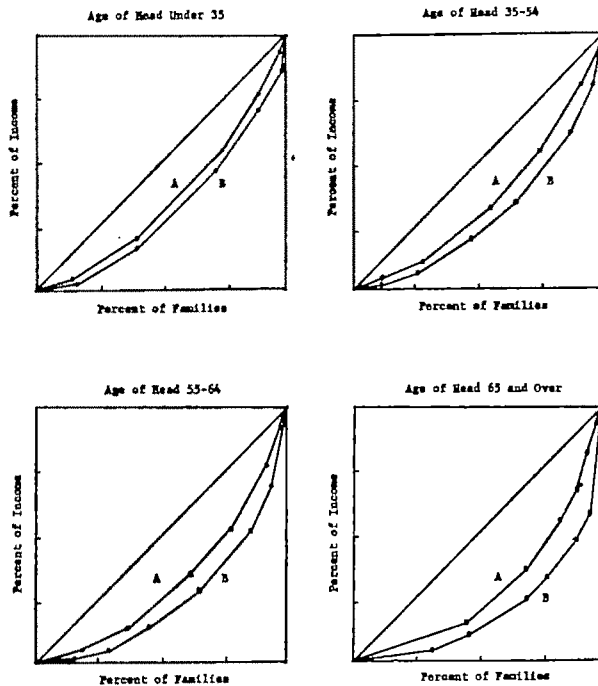 Age of Head Under 35
Percent of Income
A
B
Percent of Families
Age of Head 35-54
Percent of Income
A
B
Percent of Families
Age of Head 55-64
Percent of Income
A
B
Percent of Families
Age of Head 65 and Over
Percent of Income
A
B
Percent of Families